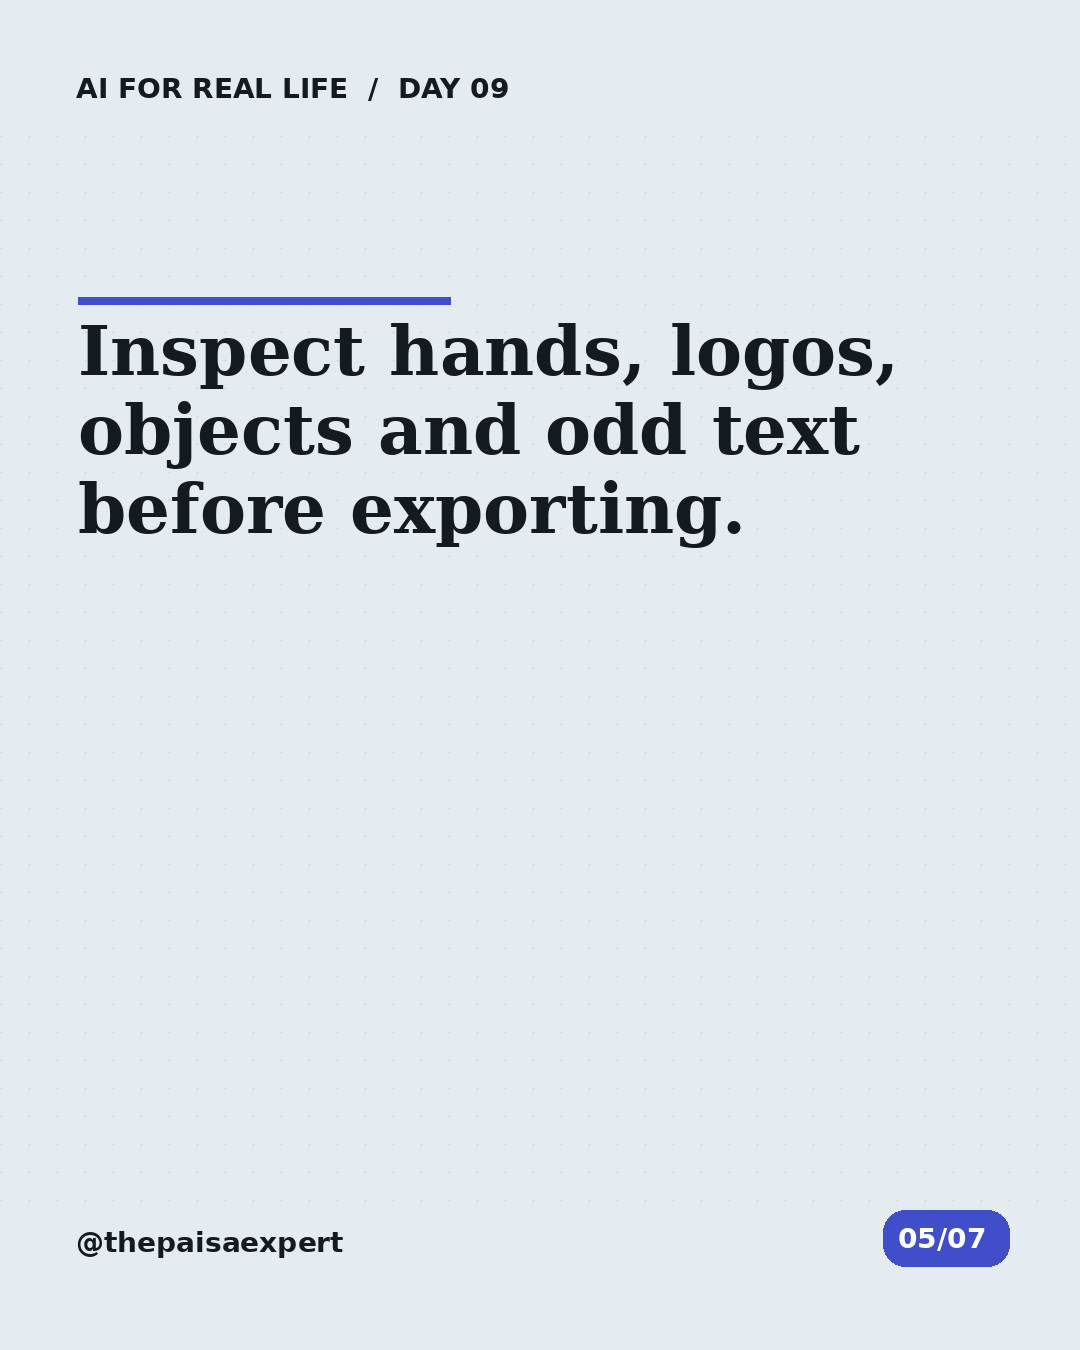 AI FOR REAL LIFE / DAY 09
Inspect hands, logos,
objects and odd text
before exporting.
@thepaisaexpert
05/07